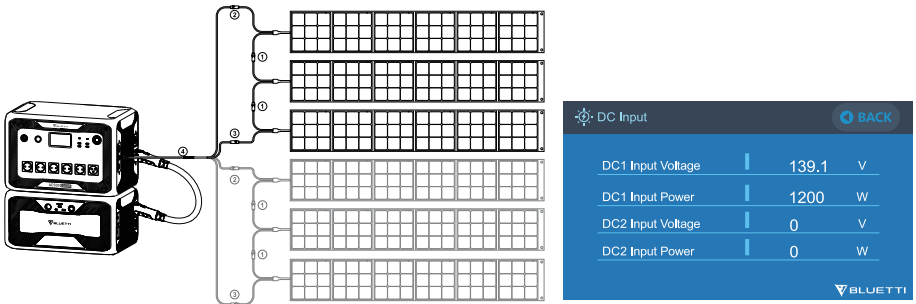 ②
①
①
③
④
②
①
①
③
BLUETTI
DC Input
BACK
DC1 Input Voltage 139.1 V
DC1 Input Power 1200 W
DC2 Input Voltage 0 V
DC2 Input Power 0 W
BLUETTI